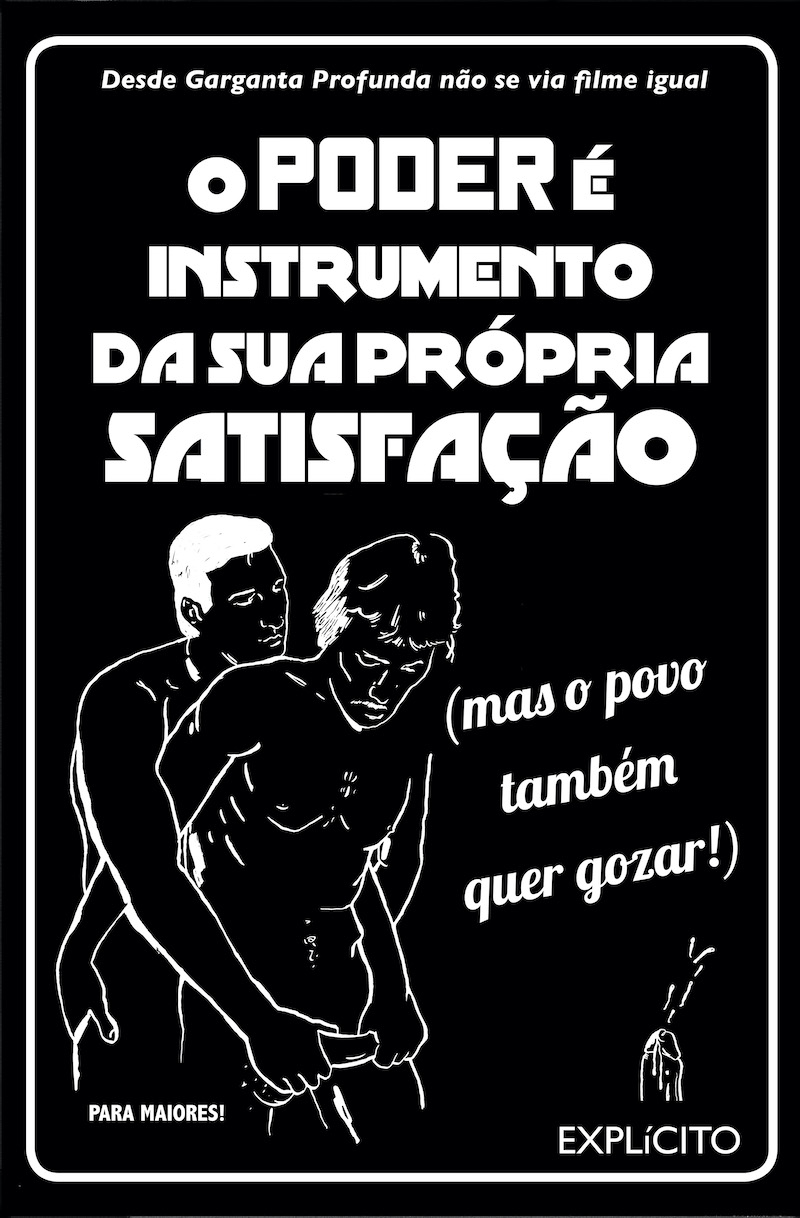 Desde Garganta Profunda não se via filme igual
O PODER É
INSTRUMENTO
DA SUA PRÓPRIA
SATISFAÇÃO
(mas o povo
também
quer gozar!)
PARA MAIORES!
EXPLíCITO